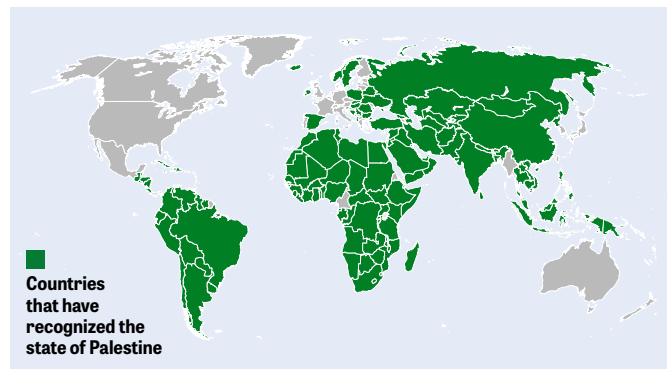 Countries
that have
recognized the
state of Palestine